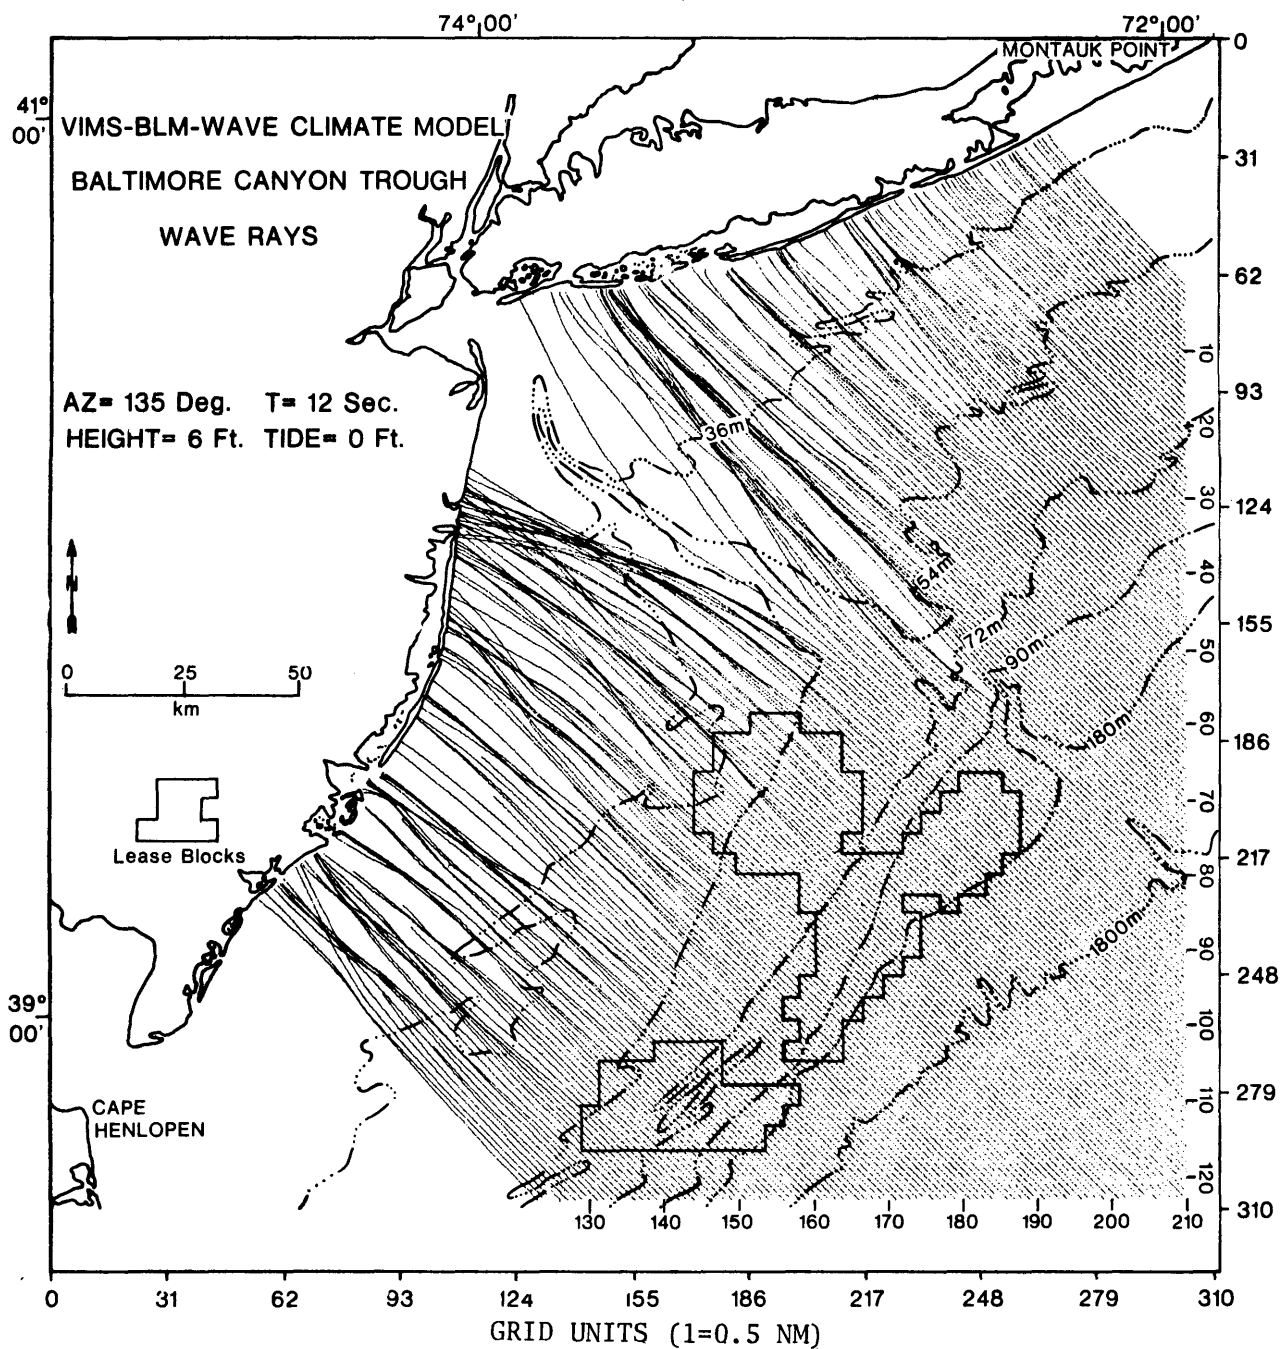 74° 00'
72° 00'
MONTAUK POINT
0
41°
00'
VIMS-BLM-WAVE CLIMATE MODEL
BALTIMORE CANYON TROUGH
WAVE RAYS
31
62
10
93
AZ= 135 Deg. T= 12 Sec.
HEIGHT= 6 Ft. TIDE= 0 Ft.
36m
20
30
124
N
40
54m
155
72m
90m
50
0 25 50
km
60
180m
186
70
Lease Blocks
217
80
1800m
90
248
39°
00'
100
279
110
CAPE
HENLOPEN
120
310
130 140 150 160 170 180 190 200 210
0 31 62 93 124 155 186 217 248 279 310
GRID UNITS (1=0.5 NM)